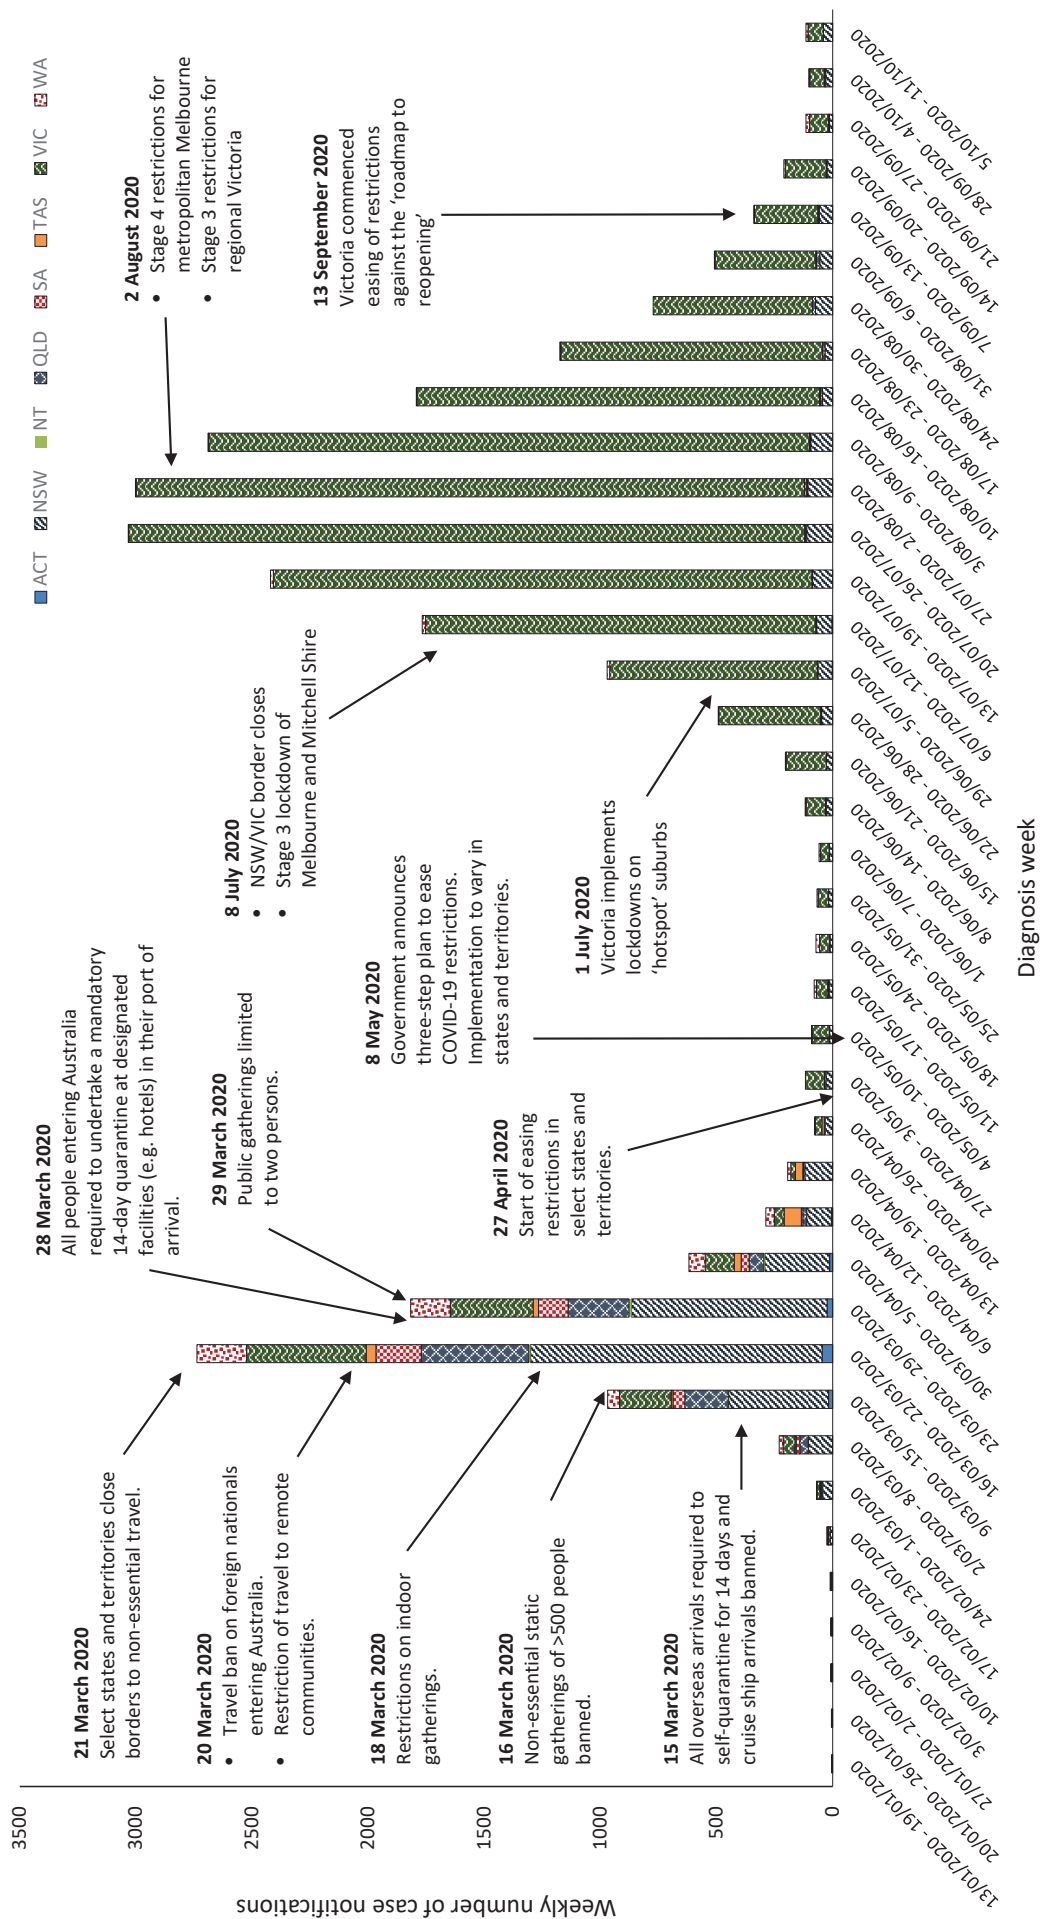 ACT NSW NT QLD SA TAS VIC WA
Weekly number of case notifications
3500
3000
2500
2000
1500
1000
500
0
21 March 2020
Select states and territories close
borders to non-essential travel.
20 March 2020
• Travel ban on foreign nationals
entering Australia.
• Restriction of travel to remote
communities.
18 March 2020
Restrictions on indoor
gatherings.
16 March 2020
Non-essential static
gatherings of >500 people
banned.
15 March 2020
All overseas arrivals required to
self-quarantine for 14 days and
cruise ship arrivals banned.
28 March 2020
All people entering Australia
required to undertake a mandatory
14-day quarantine at designated
facilities (e.g. hotels) in their port of
arrival.
29 March 2020
Public gatherings limited
to two persons.
27 April 2020
Start of easing
restrictions in
select states and
territories.
8 May 2020
Government announces
three-step plan to ease
COVID-19 restrictions.
Implementation to vary in
states and territories.
1 July 2020
Victoria implements
lockdowns on
‘hotspot’ suburbs
8 July 2020
• NSW/VIC border closes
• Stage 3 lockdown of
Melbourne and Mitchell Shire
2 August 2020
• Stage 4 restrictions for
metropolitan Melbourne
• Stage 3 restrictions for
regional Victoria
13 September 2020
Victoria commenced
easing of restrictions
against the ‘roadmap to
reopening’
13/01/2020 - 19/01/2020
20/01/2020 - 26/01/2020
27/01/2020 - 2/02/2020
3/02/2020 - 9/02/2020
10/02/2020 - 16/02/2020
17/02/2020 - 23/02/2020
24/02/2020 - 1/03/2020
2/03/2020 - 8/03/2020
9/03/2020 - 15/03/2020
16/03/2020 - 22/03/2020
23/03/2020 - 29/03/2020
30/03/2020 - 5/04/2020
6/04/2020 - 12/04/2020
13/04/2020 - 19/04/2020
20/04/2020 - 26/04/2020
27/04/2020 - 3/05/2020
4/05/2020 - 10/05/2020
11/05/2020 - 17/05/2020
18/05/2020 - 24/05/2020
25/05/2020 - 31/05/2020
1/06/2020 - 7/06/2020
8/06/2020 - 14/06/2020
15/06/2020 - 21/06/2020
22/06/2020 - 28/06/2020
29/06/2020 - 5/07/2020
6/07/2020 - 12/07/2020
13/07/2020 - 19/07/2020
20/07/2020 - 26/07/2020
27/07/2020 - 2/08/2020
3/08/2020 - 9/08/2020
10/08/2020 - 16/08/2020
17/08/2020 - 23/08/2020
24/08/2020 - 30/08/2020
31/08/2020 - 6/09/2020
7/09/2020 - 13/09/2020
14/09/2020 - 20/09/2020
21/09/2020 - 27/09/2020
28/09/2020 - 4/10/2020
5/10/2020 - 11/10/2020
Diagnosis week